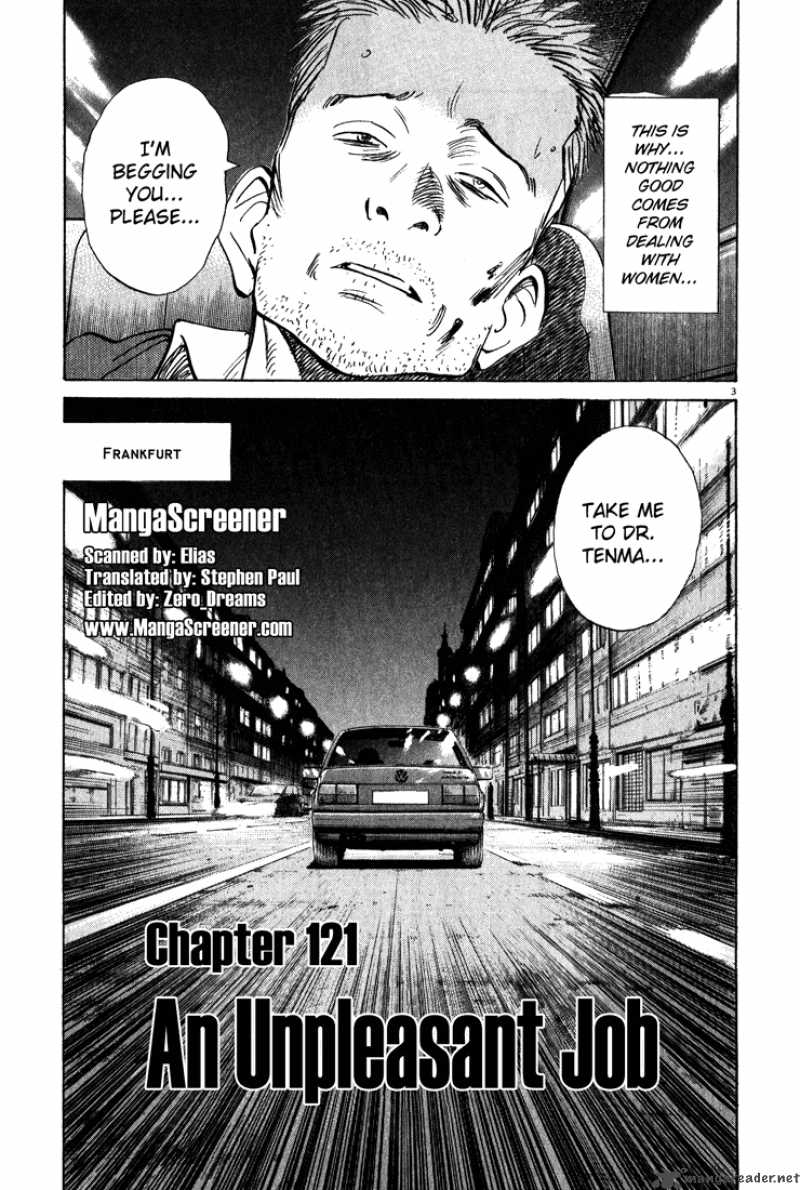 I'M
BEGGING
YOU...
PLEASE...
THIS IS
WHY...
NOTHING
GOOD
COMES
FROM
DEALING
WITH
WOMEN...
3
FRANKFURT
MangaScreener
Scanned by: Elias
Translated by: Stephen Paul
Edited by: Zero_Dreams
www.MangaScreener.com
TAKE ME
TO DR.
TENMA...
Chapter 121
An Unpleasant Job
mangareader.net